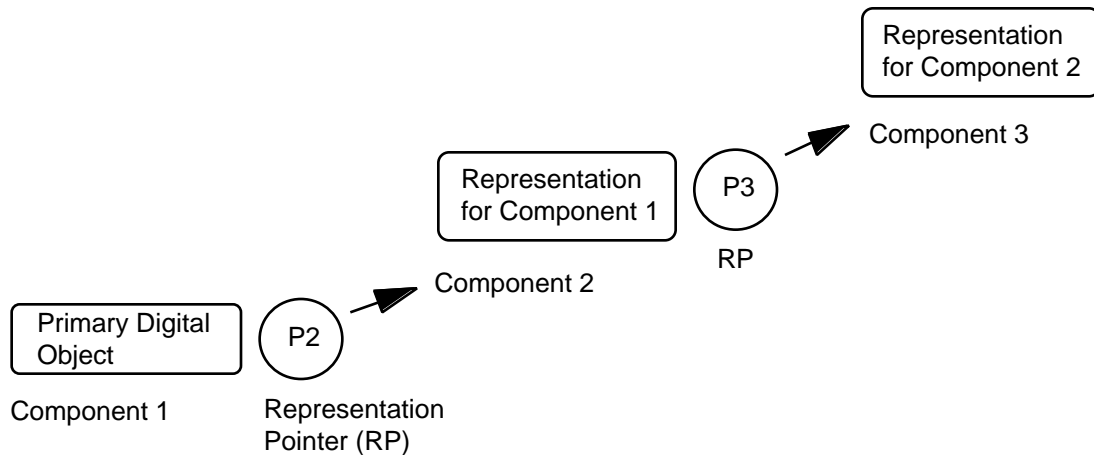 Representation
for Component 2
Component 3
Representation
for Component 1
P3
RP
Component 2
Primary Digital
Object
P2
Component 1
Representation
Pointer (RP)